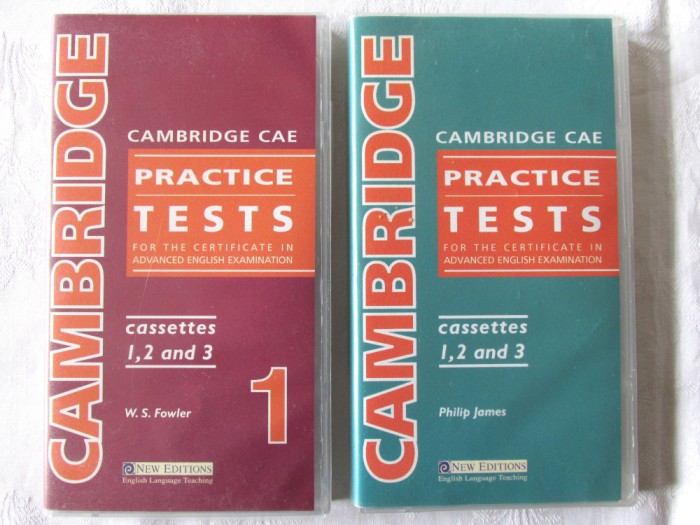 CAMBRIDGE
CAMBRIDGE CAE
PRACTICE
TESTS
FOR THE CERTIFICATE IN
ADVANCED ENGLISH EXAMINATION
cassettes
1,2 and 3
1
W. S. Fowler
NEW EDITIONS
English Language Teaching
CAMBRIDGE
CAMBRIDGE CAE
PRACTICE
TESTS
FOR THE CERTIFICATE IN
ADVANCED ENGLISH EXAMINATION
cassettes
1,2 and 3
Philip James
NEW EDITIONS
English Language Teaching